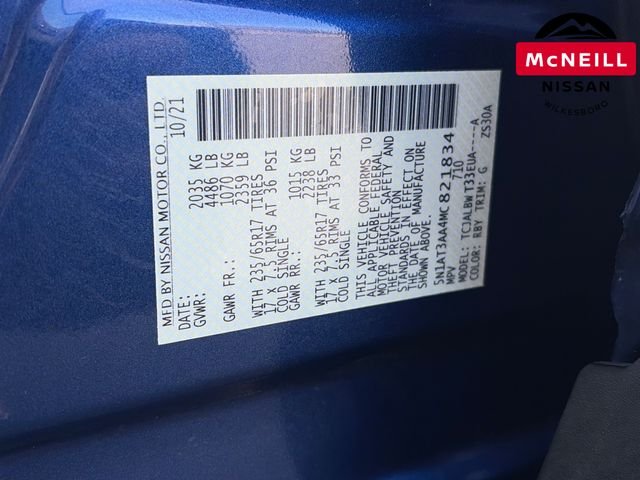 McNEILL
NISSAN
WILKESBORO
MFD BY NISSAN MOTOR CO., LTD.
DATE: 10/21
GVWR: 2035 KG
4486 LB
GAWR FR.: 1070 KG
2359 LB
WITH 235/65R17 TIRES
17 X 7.5 RIMS AT 36 PSI
COLD SINGLE
GAWR RR.: 1015 KG
2238 LB
WITH 235/65R17 TIRES
17 X 7.5 RIMS AT 33 PSI
COLD SINGLE
THIS VEHICLE CONFORMS TO
ALL APPLICABLE FEDERAL
MOTOR VEHICLE SAFETY AND
THEFT PREVENTION
STANDARDS IN EFFECT ON
THE DATE OF MANUFACTURE
SHOWN ABOVE.
5N1AT3AA4MC821834
MPV 710
MODEL: TCJALBWT33EUA----A
COLOR: RBY TRIM: G ZS30A